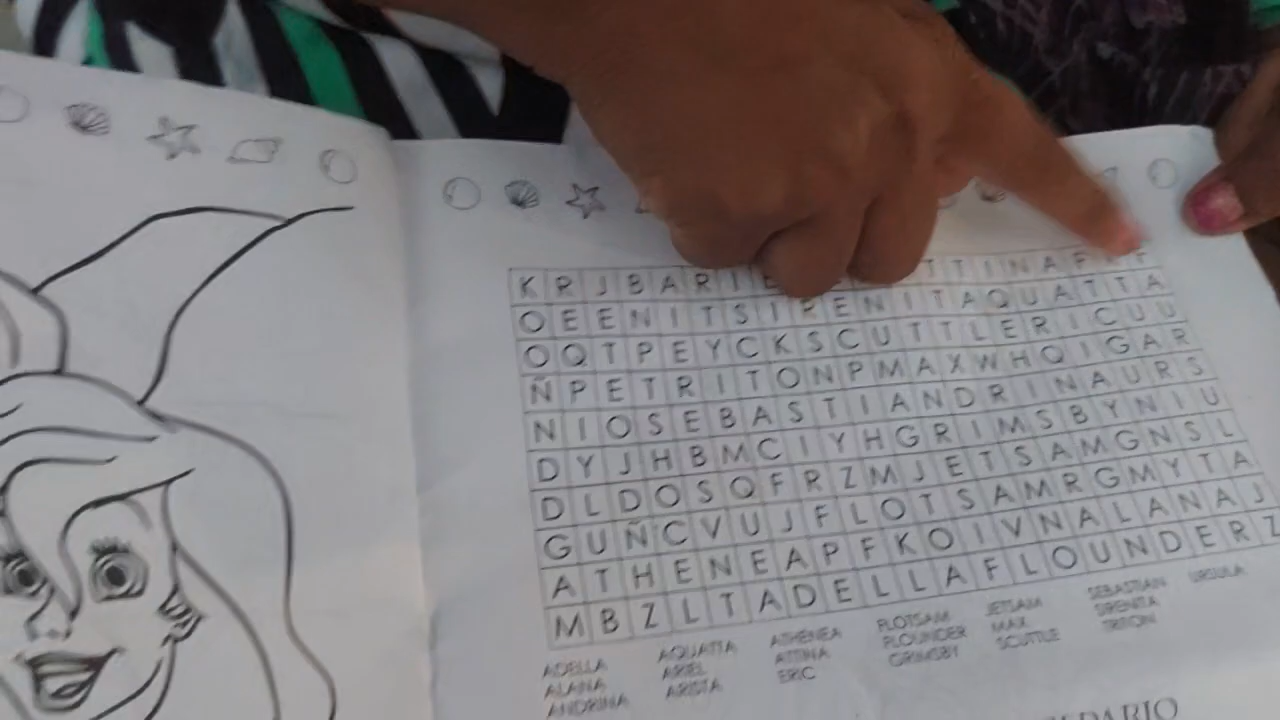 K R J B A R I E T T I N A F F
O E E N I T S I R E N I T A Q U A T T A
O Q T P E Y C K S C U T T L E R I C U U
Ñ P E T R I T O N P M A X W H O I G A R
N I O S E B A S T I A N D R I N A U R S
D Y J H B M C I Y H G R I M S B Y N I U
D L D O S Q F R Z M J E T S A M G N S L
G U Ñ C V U J F L O T S A M R G M Y T A
A T H E N E A P F K O I V N A L A N A J
M B Z L T A D E L L A F L O U N D E R Z
ADELLA AQUATTA ATHENEA FLOTSAM JETSAM SEBASTIAN URSULA
ALANA ARIEL ATTINA FLOUNDER MAX SIRENITA
ANDRINA ARISTA ERIC GRIMSBY SCUTTLE TRITON